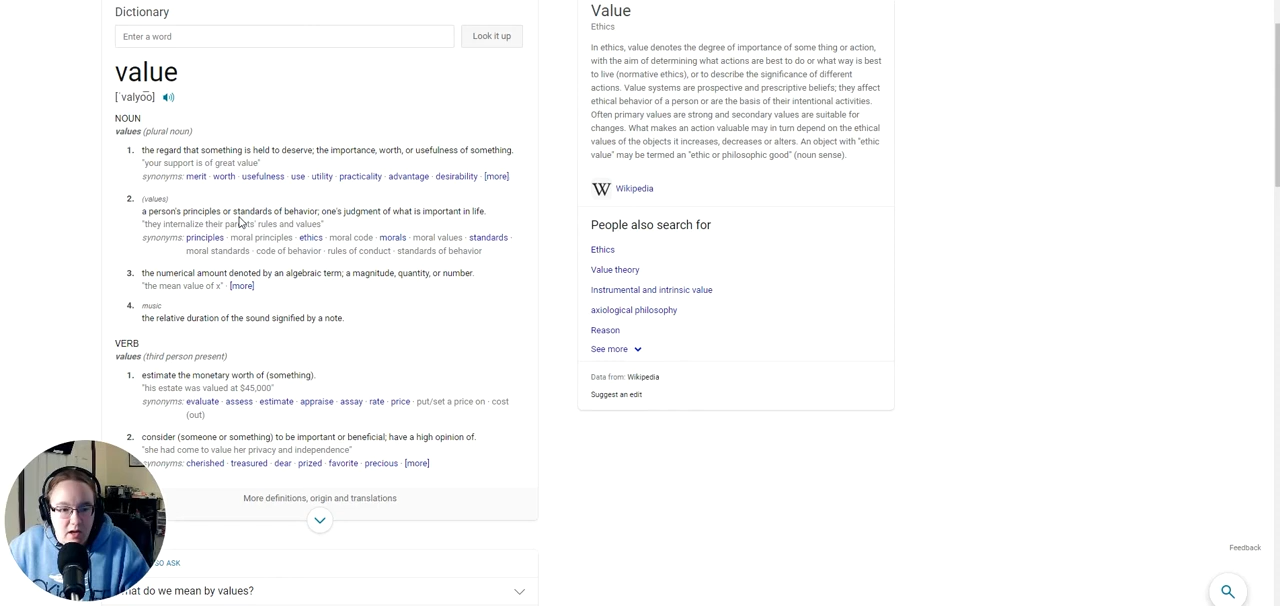 Dictionary
Enter a word
Look it up
value
[ˈvalyo͞o]
NOUN
values (plural noun)
1. the regard that something is held to deserve; the importance, worth, or usefulness of something.
"your support is of great value"
synonyms: merit · worth · usefulness · use · utility · practicality · advantage · desirability · [more]
2. (values)
a person's principles or standards of behavior; one's judgment of what is important in life.
"they internalize their parents' rules and values"
synonyms: principles · moral principles · ethics · moral code · morals · moral values · standards ·
moral standards · code of behavior · rules of conduct · standards of behavior
3. the numerical amount denoted by an algebraic term; a magnitude, quantity, or number.
"the mean value of x" · [more]
4. music
the relative duration of the sound signified by a note.
VERB
values (third person present)
1. estimate the monetary worth of (something).
"his estate was valued at $45,000"
synonyms: evaluate · assess · estimate · appraise · assay · rate · price · put/set a price on · cost
(out)
2. consider (someone or something) to be important or beneficial; have a high opinion of.
"she had come to value her privacy and independence"
synonyms: cherished · treasured · dear · prized · favorite · precious · [more]
More definitions, origin and translations
SO ASK
hat do we mean by values?
Value
Ethics
In ethics, value denotes the degree of importance of some thing or action,
with the aim of determining what actions are best to do or what way is best
to live (normative ethics), or to describe the significance of different
actions. Value systems are prospective and prescriptive beliefs; they affect
ethical behavior of a person or are the basis of their intentional activities.
Often primary values are strong and secondary values are suitable for
changes. What makes an action valuable may in turn depend on the ethical
values of the objects it increases, decreases or alters. An object with "ethic
value" may be termed an "ethic or philosophic good" (noun sense).
W Wikipedia
People also search for
Ethics
Value theory
Instrumental and intrinsic value
axiological philosophy
Reason
See more
Data from: Wikipedia
Suggest an edit
Feedback